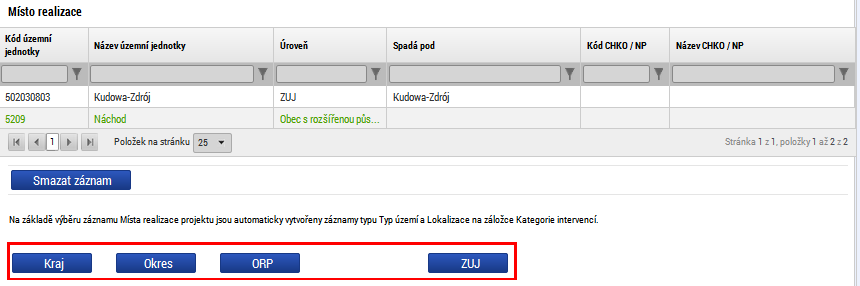 Místo realizace
Kód územní jednotky Název územní jednotky Úroveň Spadá pod Kód CHKO / NP Název CHKO / NP
502030803 Kudowa-Zdrój ZUJ Kudowa-Zdrój
5209 Náchod Obec s rozšířenou půs...
1 Položek na stránku 25 Stránka 1 z 1, položky 1 až 2 z 2
Smazat záznam
Na základě výběru záznamu Místa realizace projektu jsou automaticky vytvořeny záznamy typu Typ území a Lokalizace na záložce Kategorie intervencí.
Kraj Okres ORP ZUJ